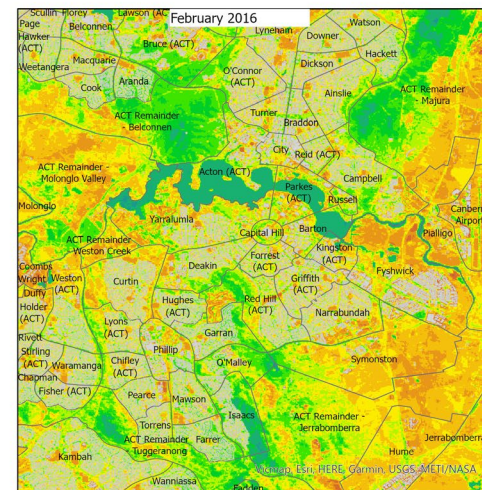 February 2016
Scullin
Florey
Lawson (AC
Page
Belconnen
Lyneham
Watson
Hawker
(ACT)
Bruce (ACT)
Downer
Hackett
Weetangera
Macquarie
O'Connor
(ACT)
Dickson
Cook
Aranda
Ainslie
ACT Remainder
- Majura
ACT Remainder
- Belconnen
Turner
Braddon
City
Reid (ACT)
ACT Remainder -
Molonglo Valley
Acton (ACT)
Campbell
Parkes
(ACT)
Russell
Molonglo
Yarralumla
Canber
Airpor
Capital Hill
Barton
Pialligo
ACT Remainder
- Weston Creek
Kingston
(ACT)
Forrest
(ACT)
Deakin
Fyshwick
Coombs
Wright
Weston
(ACT)
Curtin
Griffith
(ACT)
Duffy
Holder
(ACT)
Hughes
(ACT)
Red Hill
(ACT)
Narrabundah
Lyons
(ACT)
Garran
Rivett
Stirling
(ACT)
Waramanga
Chifley
(ACT)
Phillip
O'Malley
Symonston
Chapman
Fisher (ACT)
Pearce
Mawson
Isaacs
ACT Remainder -
Jerrabomberra
Torrens
ACT Remainder -
Tuggeranong
Farrer
Jerrabomberra
Kambah
Hume
Wanniassa
Fadden
Vicmap, Esri, HERE, Garmin, USGS, METI/NASA